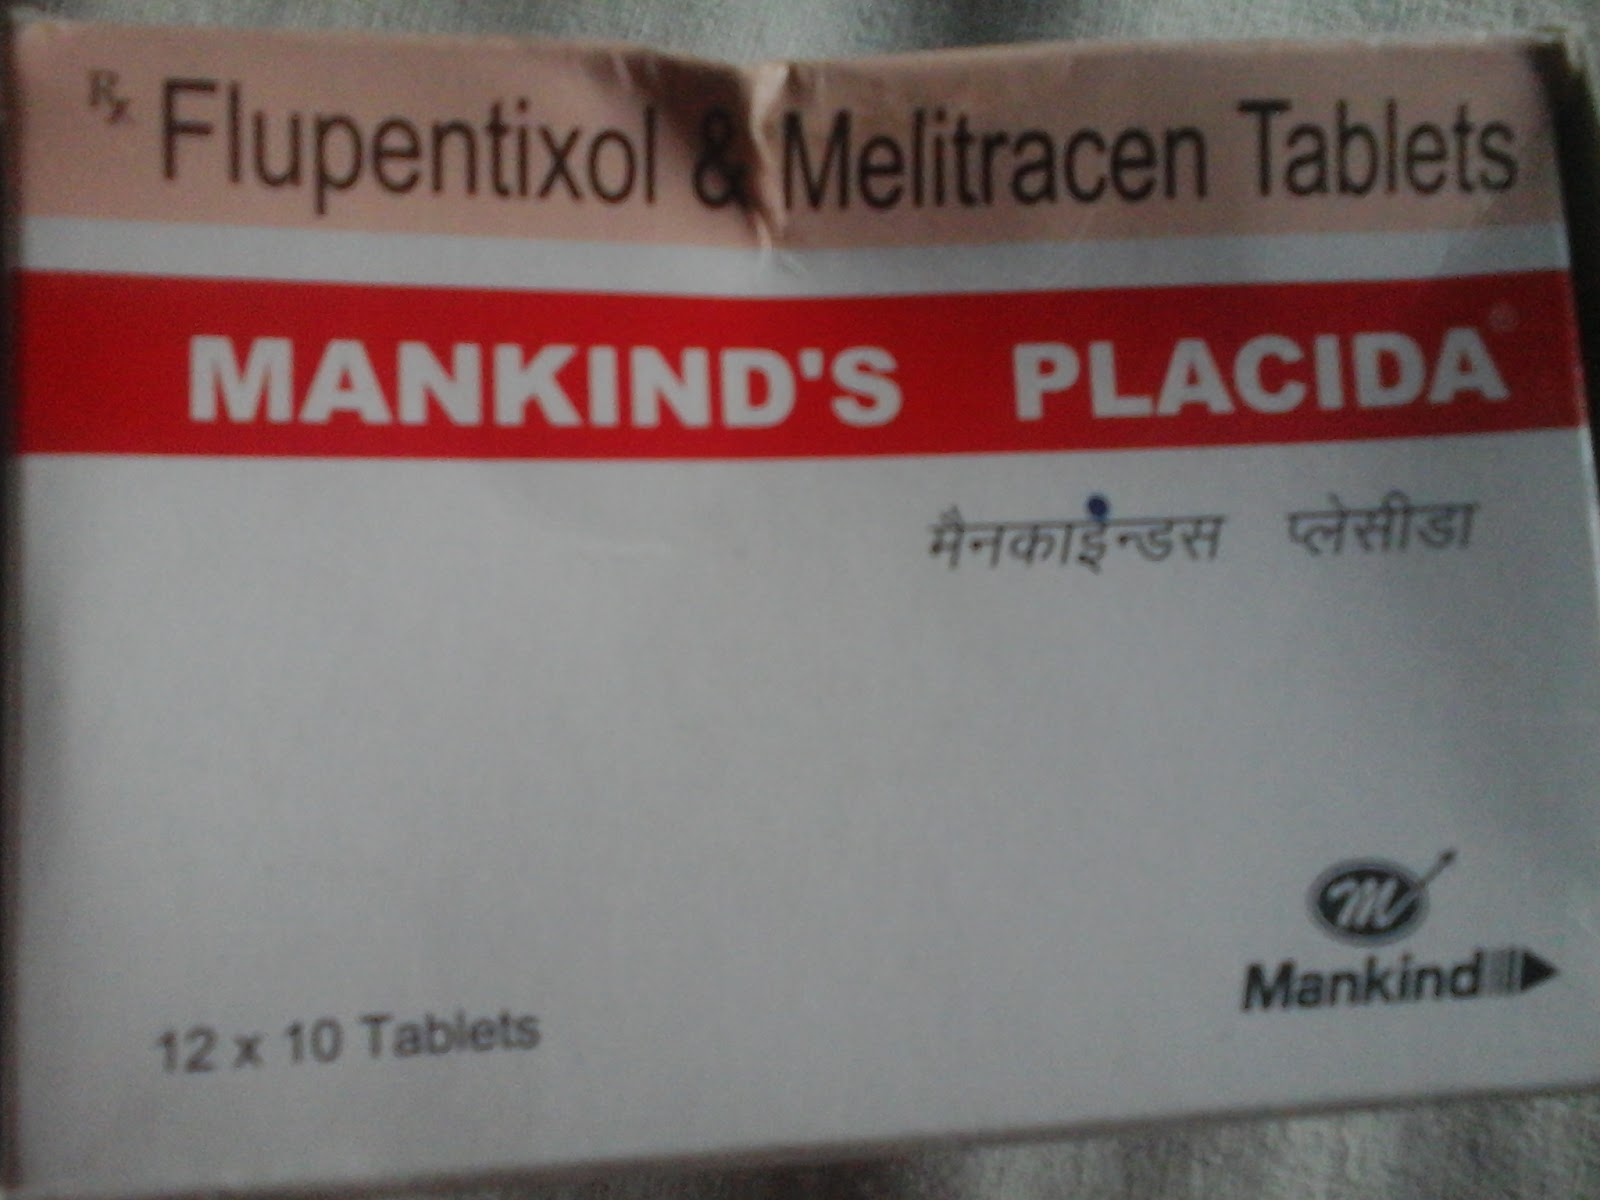 Rx Flupentixol & Melitracen Tablets
MANKIND'S PLACIDA®
मैनकाईन्डस प्लेसीडा
M
Mankind
12 x 10 Tablets